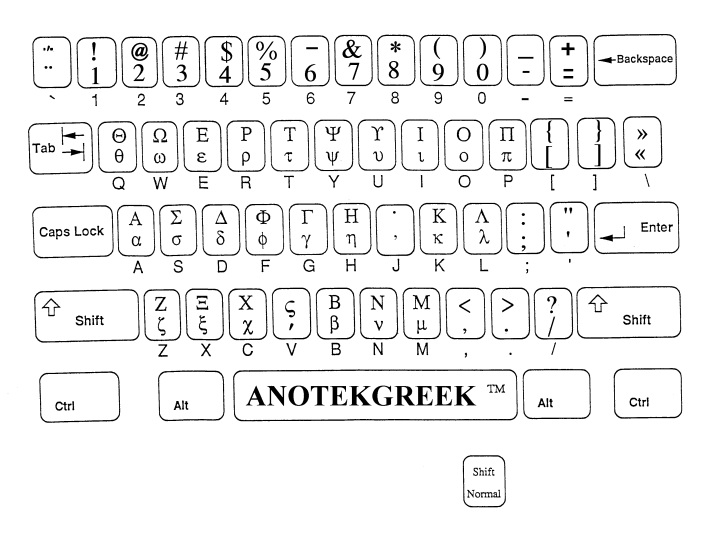 ·/· ! @ # $ % – & * ( ) _ + ←Backspace
¨ 1 2 3 4 5 6 7 8 9 0 - =
` 1 2 3 4 5 6 7 8 9 0 - =
Tab Θ Ω Ε Ρ Τ Ψ Υ Ι Ο Π { } »
θ ω ε ρ τ ψ υ ι ο π [ ] «
Q W E R T Y U I O P [ ] \
Caps Lock Α Σ Δ Φ Γ Η · Κ Λ : " Enter
α σ δ φ γ η , κ λ ; '
A S D F G H J K L ; '
Shift Ζ Ξ Χ ς Β Ν Μ < > ? Shift
ζ ξ χ ʹ β ν μ , . /
Z X C V B N M , . /
Ctrl Alt ANOTEKGREEK ™ Alt Ctrl
Shift
Normal